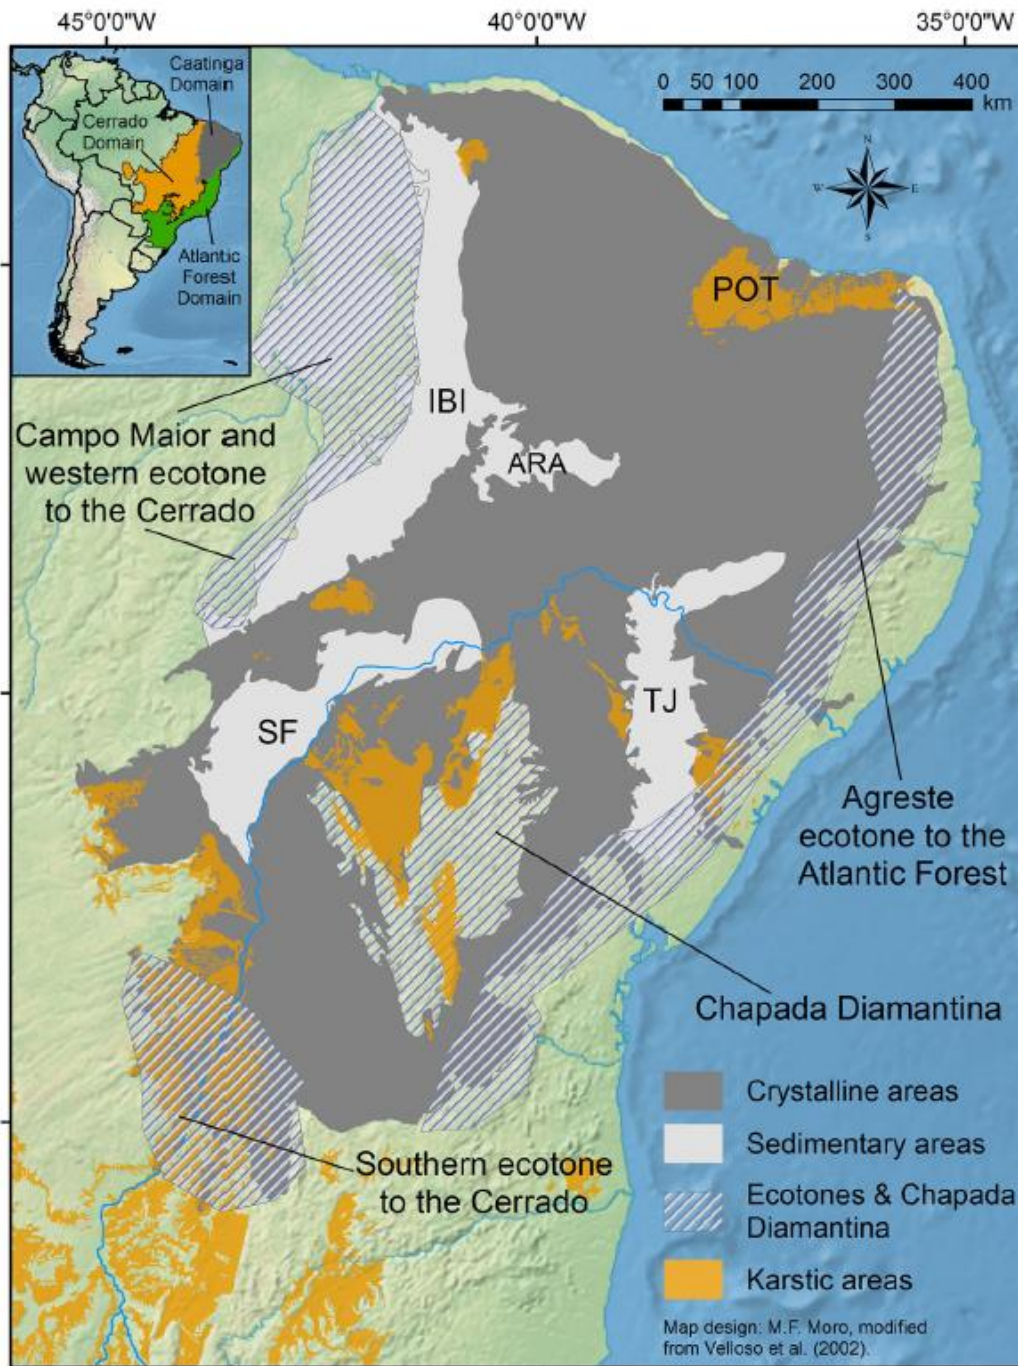 45°0'0"W
40°0'0"W
35°0'0"W
Caatinga
Domain
Cerrado
Domain
Atlantic
Forest
Domain
0 50 100 200 300 400
km
N
W
E
S
POT
IBI
ARA
Campo Maior and
western ecotone
to the Cerrado
SF
TJ
Agreste
ecotone to the
Atlantic Forest
Chapada Diamantina
Southern ecotone
to the Cerrado
Crystalline areas
Sedimentary areas
Ecotones & Chapada
Diamantina
Karstic areas
Map design: M.F. Moro, modified
from Velloso et al. (2002).